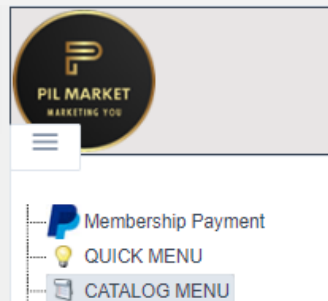 PIL MARKET
MARKETING YOU
Membership Payment
QUICK MENU
CATALOG MENU